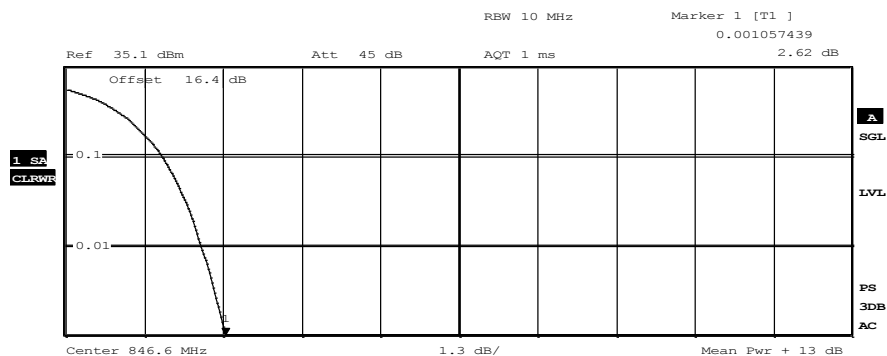 RBW 10 MHz Marker 1 [T1 ]
0.001057439
Ref 35.1 dBm Att 45 dB AQT 1 ms 2.62 dB
Offset 16.4 dB
A
SGL
1 SA
0.1
CLRWR
LVL
0.01
PS
3DB
1
AC
Center 846.6 MHz 1.3 dB/ Mean Pwr + 13 dB